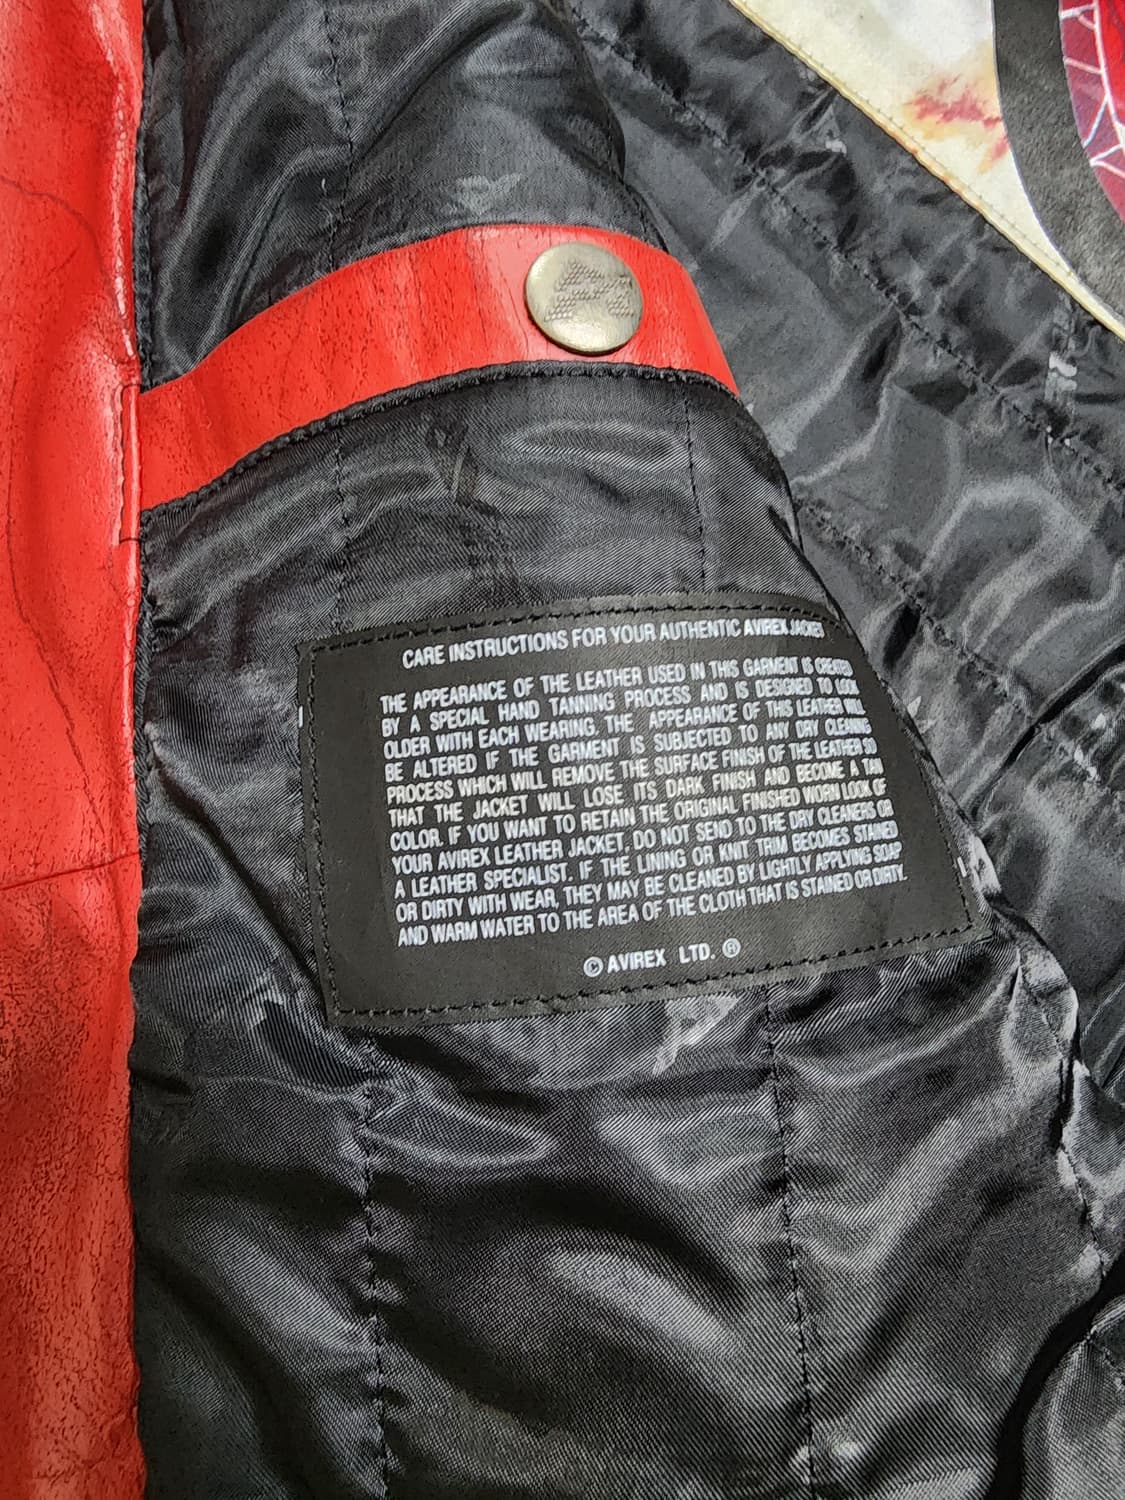 CARE INSTRUCTIONS FOR YOUR AUTHENTIC AVIREX JACKET
THE APPEARANCE OF THE LEATHER USED IN THIS GARMENT IS CREATED
BY A SPECIAL HAND TANNING PROCESS AND IS DESIGNED TO LOOK
OLDER WITH EACH WEARING. THE APPEARANCE OF THIS LEATHER WILL
BE ALTERED IF THE GARMENT IS SUBJECTED TO ANY DRY CLEANING
PROCESS WHICH WILL REMOVE THE SURFACE FINISH OF THE LEATHER SO
THAT THE JACKET WILL LOSE ITS DARK FINISH AND BECOME A TAN
COLOR. IF YOU WANT TO RETAIN THE ORIGINAL FINISHED WORN LOOK OF
YOUR AVIREX LEATHER JACKET, DO NOT SEND TO THE DRY CLEANERS OR
A LEATHER SPECIALIST. IF THE LINING OR KNIT TRIM BECOMES STAINED
OR DIRTY WITH WEAR, THEY MAY BE CLEANED BY LIGHTLY APPLYING SOAP
AND WARM WATER TO THE AREA OF THE CLOTH THAT IS STAINED OR DIRTY.
© AVIREX LTD. ®